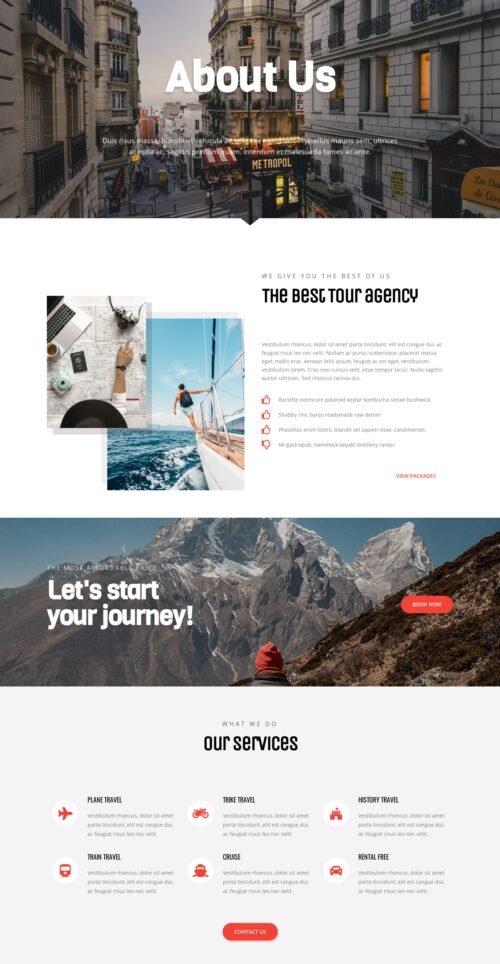 About Us
Duis risus massa, blandit at vehicula
Phasellus mauris sem, ultrices
at nulla ac, sagittis pretium quam. Interdum et malesuada fames ac ante.
HOTEL
METROPOL
Les De
WE GIVE YOU THE BEST OF US
The Best Tour agency
Vestibulum rhoncus, dolor sit amet porta tincidunt, elit est congue dui, ac
feugiat risus leo nec velit. Nullam ac purus scelerisque, placerat massa
eget, mollis erat. Aenean felis ipsum, feugiat ac est eget, vestibulum
vestibulum lorem. Cras non cursus velit, vitae tempor lacus. Nulla sagittis
auctor ultricies. Sed rhoncus lacinia dui.
Raclette normcore polaroid keytar kombucha seitan bushwick.
Shabby chic banjo readymade raw denim
Phasellus enim libero, blandit vel sapien vitae, condimentet.
Mi gastropub, hammock taiyaki distillery ramps
VIEW PACKAGES
THE MOST AFFORDABLE PRICE
Let's start
your journey!
BOOK NOW
WHAT WE DO
our services
PLANE TRAVEL
Vestibulum rhoncus, dolor sit amet
porta tincidunt, elit est congue dui,
ac feugiat risus leo nec velit.
TRIKE TRAVEL
Vestibulum rhoncus, dolor sit amet
porta tincidunt, elit est congue dui,
ac feugiat risus leo nec velit.
HISTORY TRAVEL
Vestibulum rhoncus, dolor sit amet
porta tincidunt, elit est congue dui,
ac feugiat risus leo nec velit.
TRAIN TRAVEL
Vestibulum rhoncus, dolor sit amet
porta tincidunt, elit est congue dui,
ac feugiat risus leo nec velit.
CRUISE
Vestibulum rhoncus, dolor sit amet
porta tincidunt, elit est congue dui,
ac feugiat risus leo nec velit.
RENTAL FREE
Vestibulum rhoncus, dolor sit amet
porta tincidunt, elit est congue dui,
ac feugiat risus leo nec velit.
CONTACT US